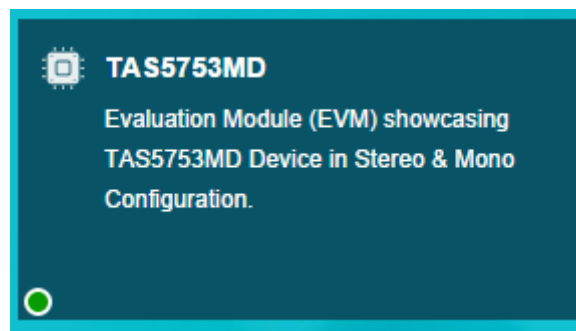 TAS5753MD
Evaluation Module (EVM) showcasing
TAS5753MD Device in Stereo & Mono
Configuration.